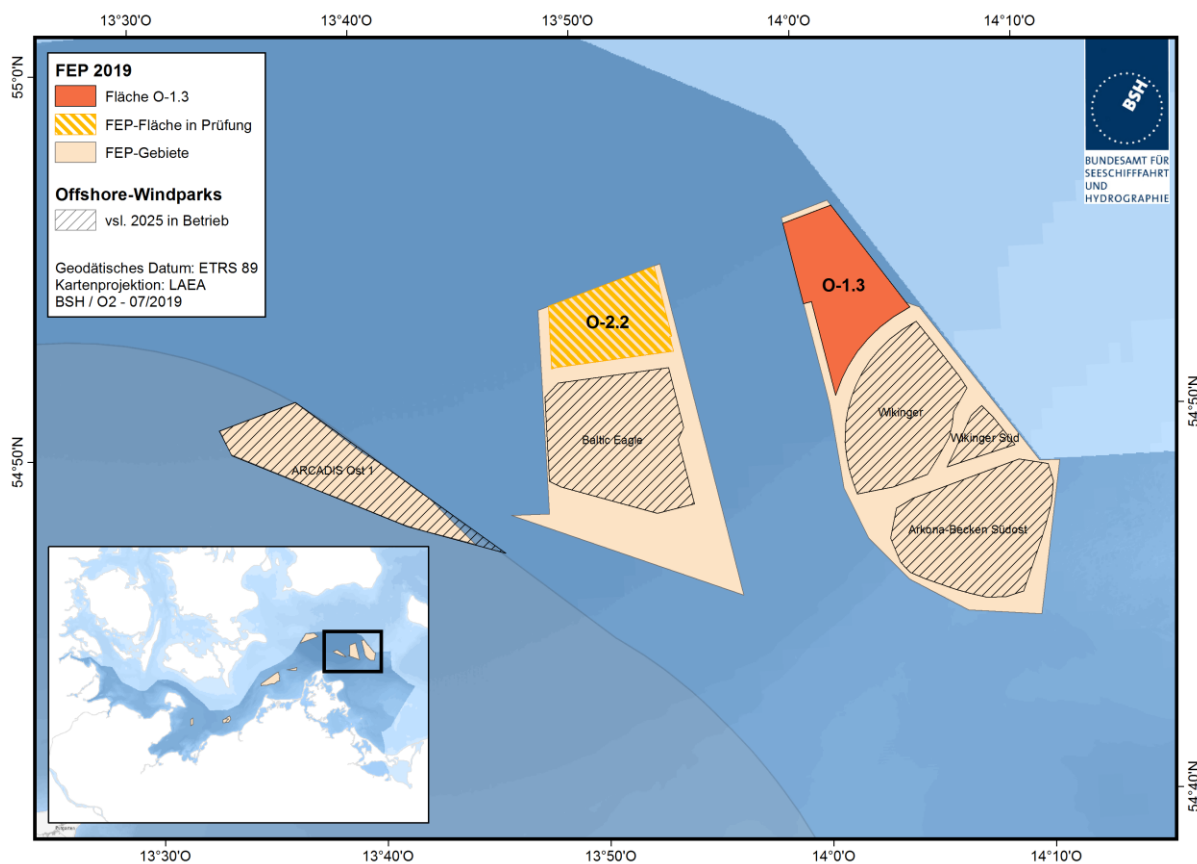 13°30'O 13°40'O 13°50'O 14°0'O 14°10'O
55°0'N
FEP 2019
Fläche O-1.3
FEP-Fläche in Prüfung
FEP-Gebiete
Offshore-Windparks
vsl. 2025 in Betrieb
Geodätisches Datum: ETRS 89
Kartenprojektion: LAEA
BSH / O2 - 07/2019
BSH
BUNDESAMT FÜR
SEESCHIFFFAHRT
UND
HYDROGRAPHIE
O-1.3
O-2.2
54°50'N
Wikinger
Wikinger Süd
Baltic Eagle
ARCADIS Ost 1
54°50'N
Arkona-Becken Südost
54°40'N
13°30'O 13°40'O 13°50'O 14°0'O 14°10'O